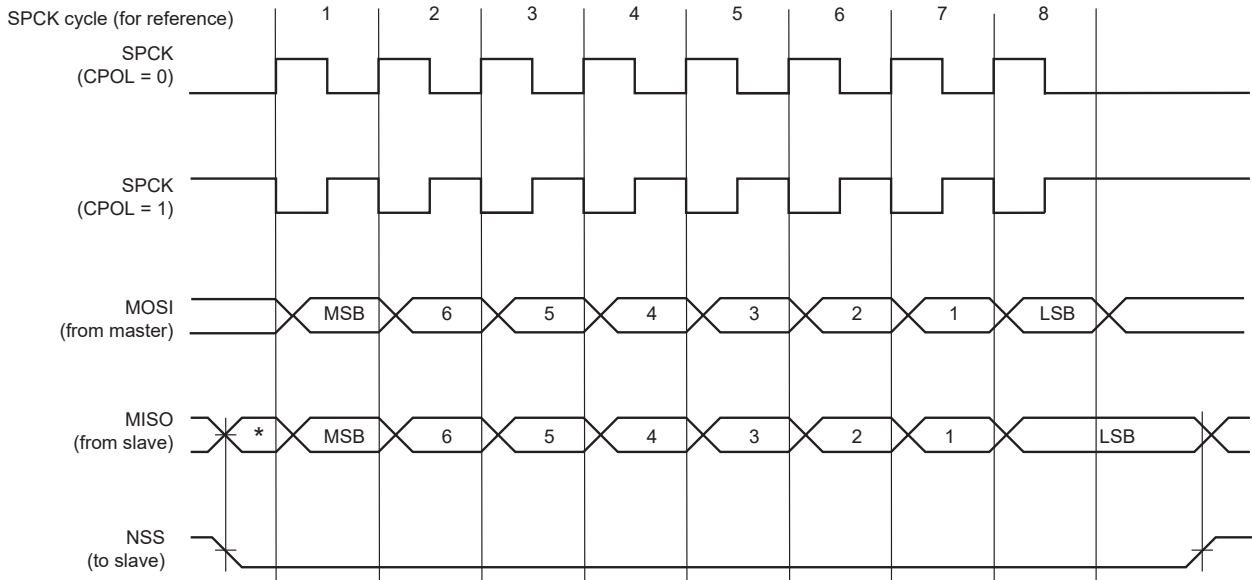 SPCK cycle (for reference)
1 2 3 4 5 6 7 8
SPCK
(CPOL = 0)
SPCK
(CPOL = 1)
MOSI
(from master)
MSB 6 5 4 3 2 1 LSB
MISO
(from slave)
* MSB 6 5 4 3 2 1 LSB
NSS
(to slave)